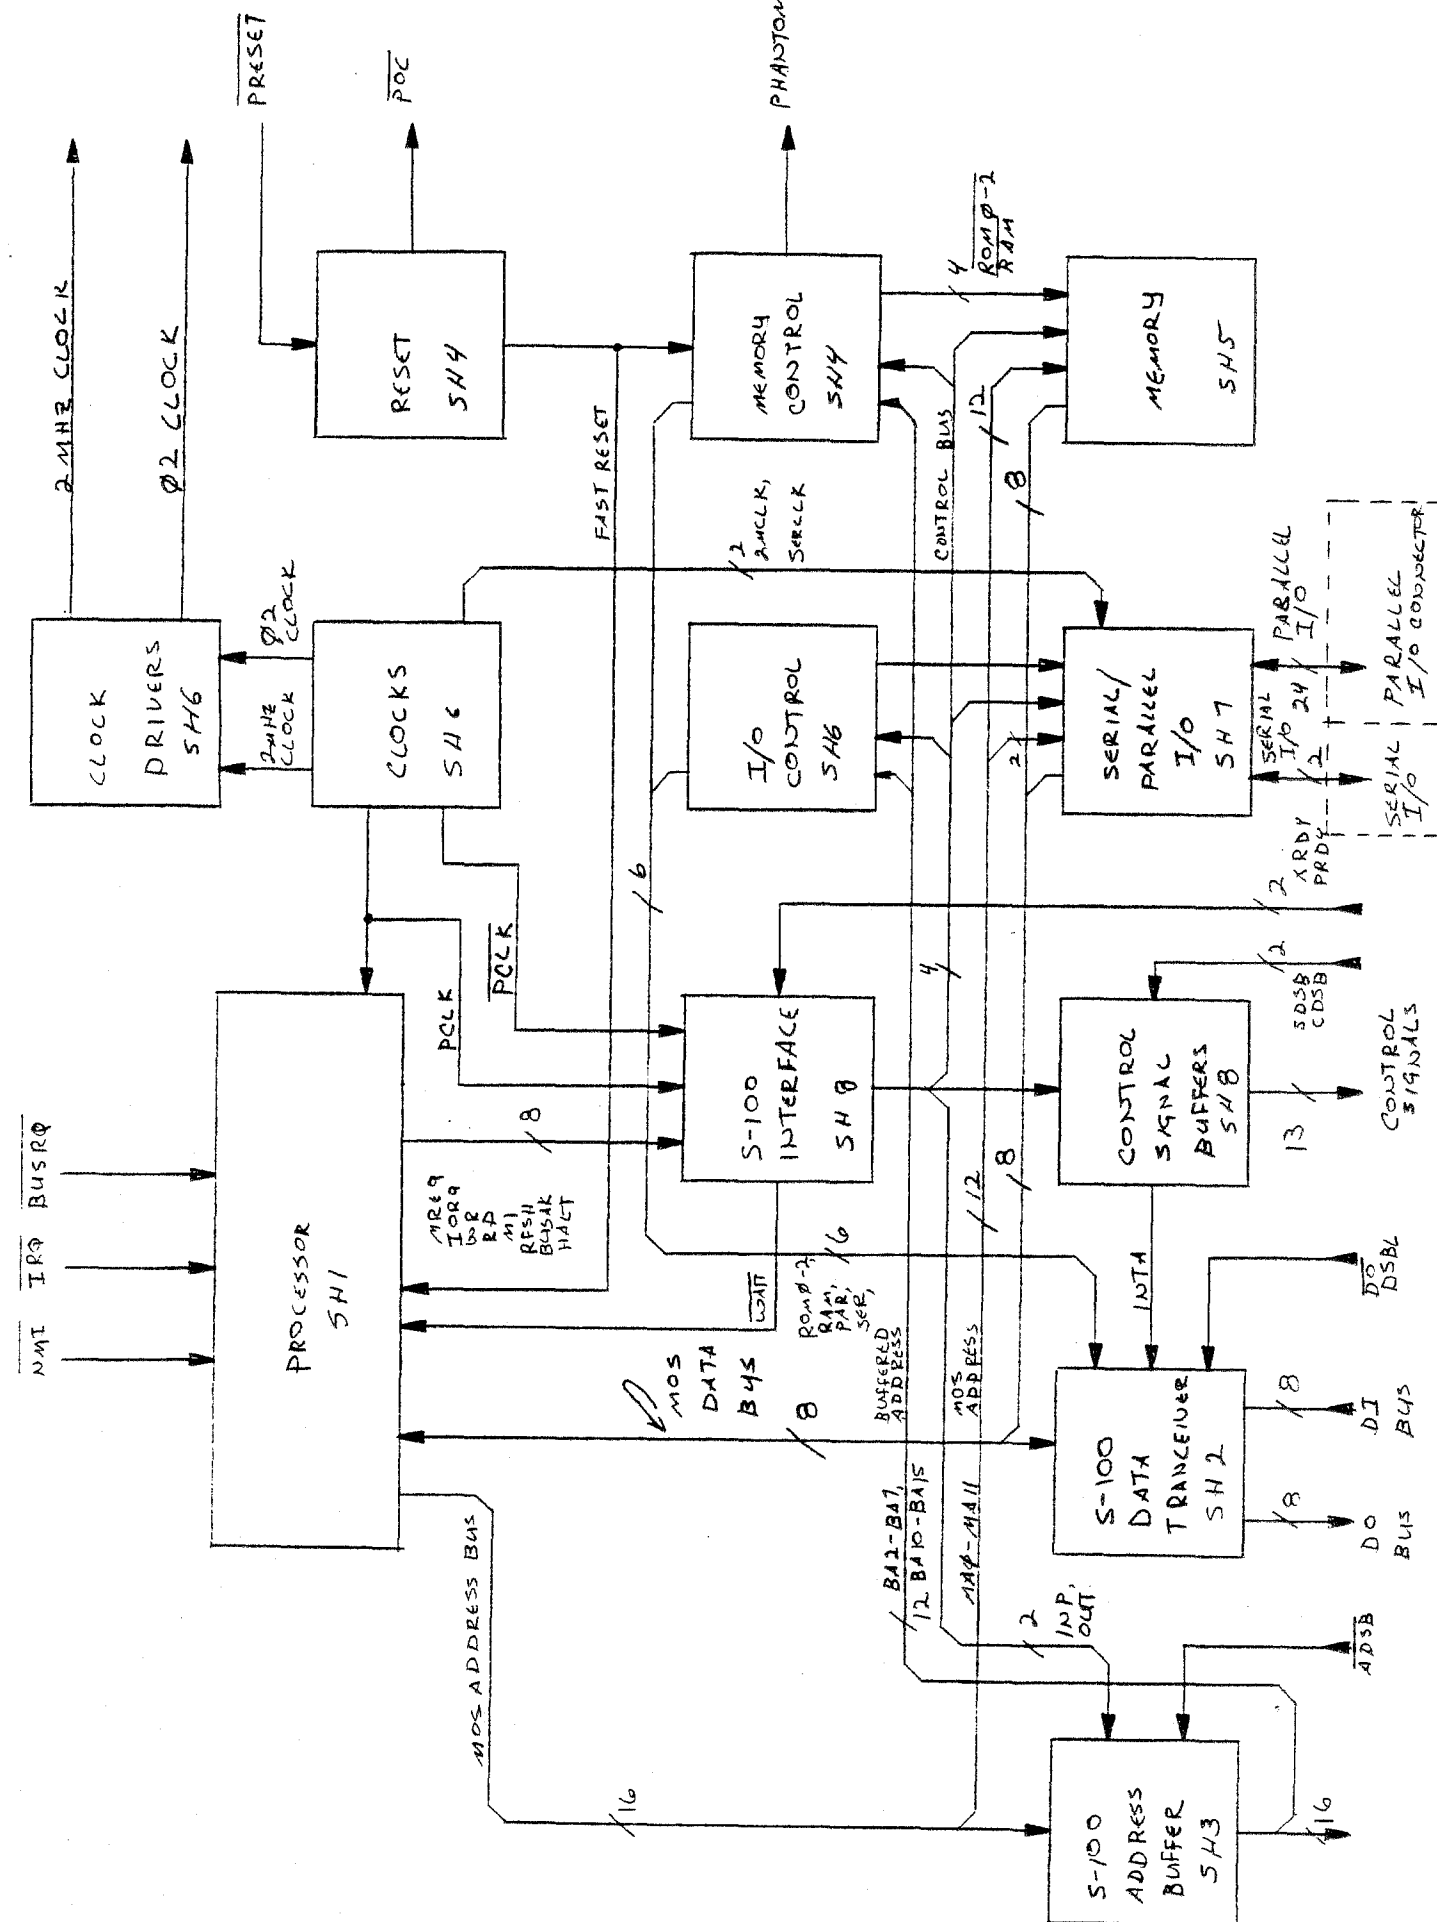 NMI
IRQ
BUSRQ
PROCESSOR
SH1
MREQ
IORQ
WR
RD
M1
RFSH
BUSAK
HALT
8
MOS ADDRESS BUS
16
CLOCK
DRIVERS
SH6
2 MHZ CLOCK
Ø2 CLOCK
2MHZ
CLOCK
Ø2
CLOCK
CLOCKS
SH6
PCLK
PCLK
PRESET
RESET
SH4
POC
FAST RESET
2
2MCLK,
SERCLK
S-100
INTERFACE
SH8
WAIT
6
I/O
CONTROL
SH6
MEMORY
CONTROL
SH4
PHANTOM
4
ROMØ-2
RAM
MOS
DATA
BUS
8
ROMØ-2,
RAM,
PAR,
SER,
6
BUFFERED
ADDRESS
BA2-BA7,
12 BA10-BA15
4
CONTROL BUS
MOS
ADDRESS
MAØ-MA11
12
12
8
8
2
INP,
OUT
S-100
ADDRESS
BUFFER
SH3
16
ADSB
S-100
DATA
TRANCEIVER
SH2
8
DO
BUS
8
DI
BUS
DO
DSBL
INTA
CONTROL
SIGNAL
BUFFERS
SH8
13
CONTROL
SIGNALS
2
SDSB
CDSB
2
XRDY
PRDY
2
SERIAL/
PARALLEL
I/O
SH7
SERIAL
I/O
2
24
PARALLEL
I/O
SERIAL
I/O
PARALLEL
I/O CONNECTOR
MEMORY
SH5